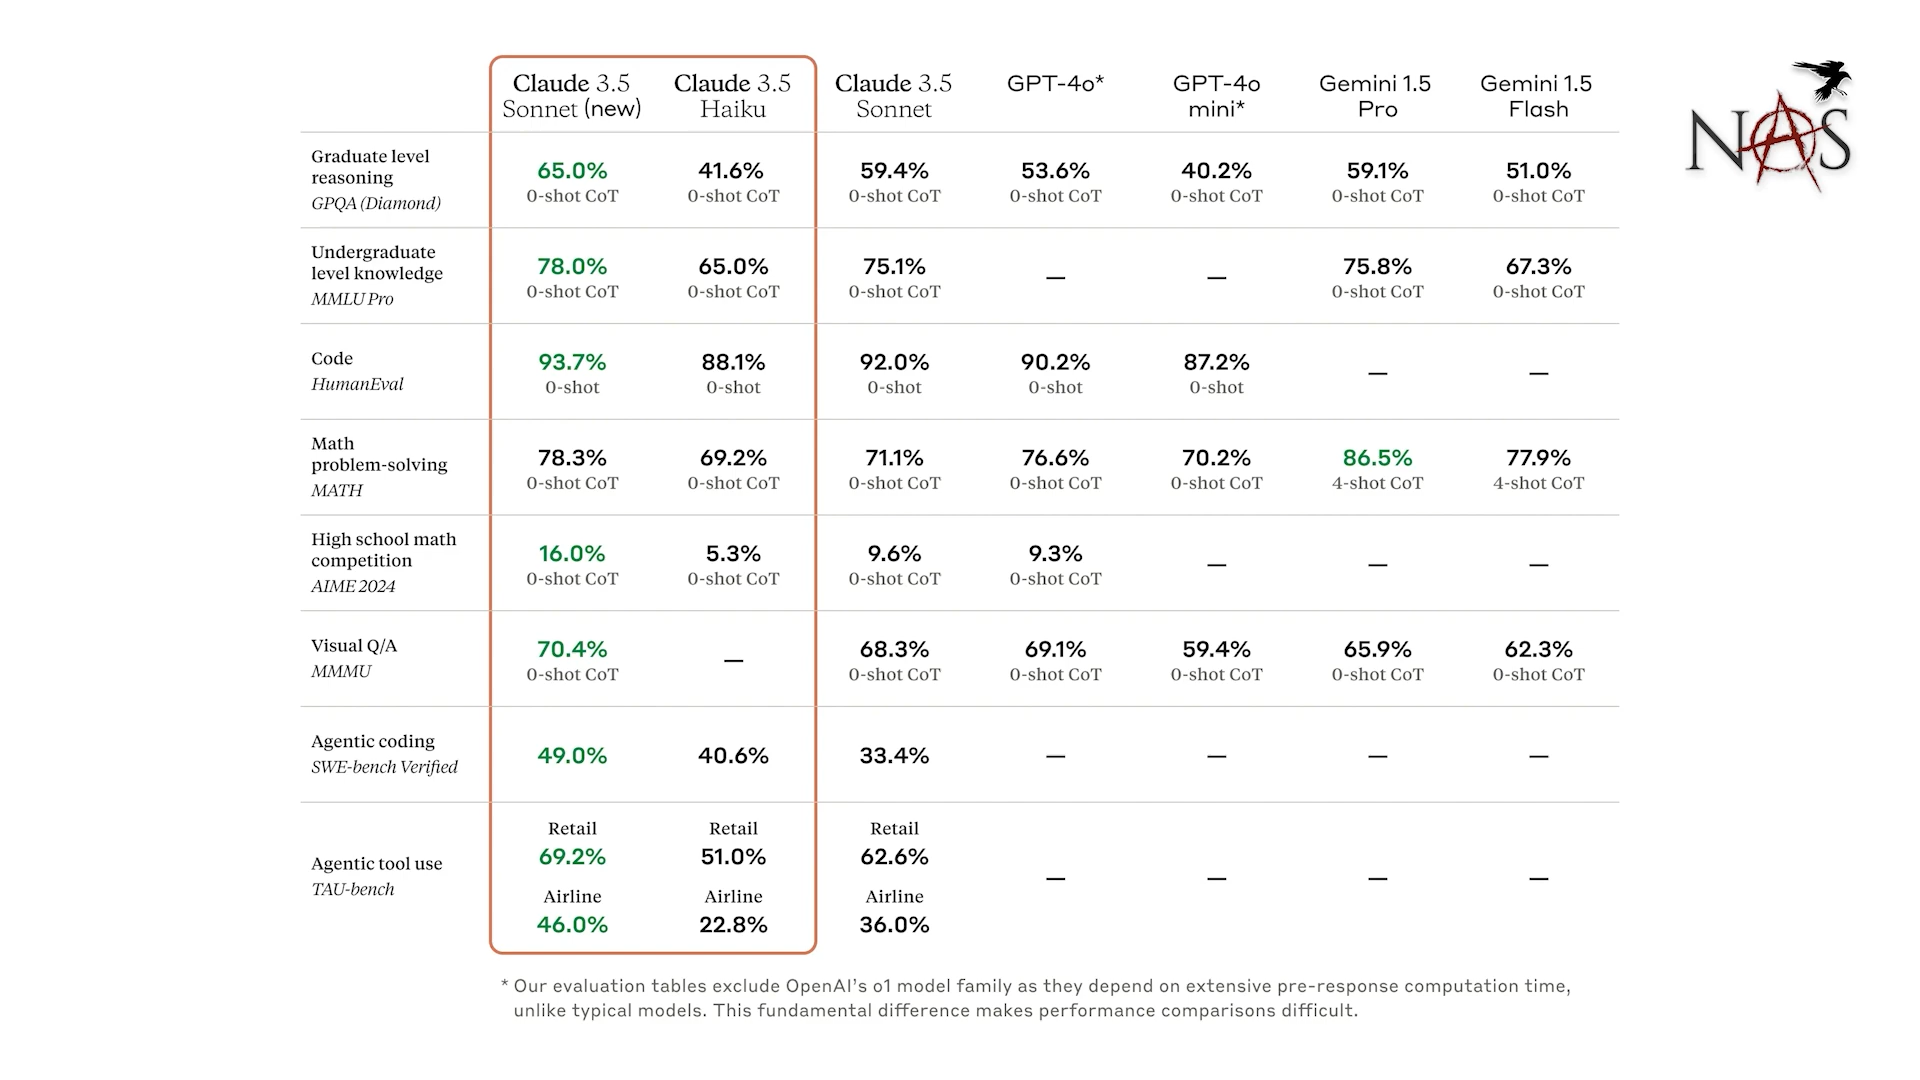 Claude 3.5 Sonnet (new) Claude 3.5 Haiku Claude 3.5 Sonnet GPT-4o* GPT-4o mini* Gemini 1.5 Pro Gemini 1.5 Flash
NAS
Graduate level reasoning GPQA (Diamond) 65.0% 0-shot CoT 41.6% 0-shot CoT 59.4% 0-shot CoT 53.6% 0-shot CoT 40.2% 0-shot CoT 59.1% 0-shot CoT 51.0% 0-shot CoT
Undergraduate level knowledge MMLU Pro 78.0% 0-shot CoT 65.0% 0-shot CoT 75.1% 0-shot CoT — — 75.8% 0-shot CoT 67.3% 0-shot CoT
Code HumanEval 93.7% 0-shot 88.1% 0-shot 92.0% 0-shot 90.2% 0-shot 87.2% 0-shot — —
Math problem-solving MATH 78.3% 0-shot CoT 69.2% 0-shot CoT 71.1% 0-shot CoT 76.6% 0-shot CoT 70.2% 0-shot CoT 86.5% 4-shot CoT 77.9% 4-shot CoT
High school math competition AIME 2024 16.0% 0-shot CoT 5.3% 0-shot CoT 9.6% 0-shot CoT 9.3% 0-shot CoT — — —
Visual Q/A MMMU 70.4% 0-shot CoT — 68.3% 0-shot CoT 69.1% 0-shot CoT 59.4% 0-shot CoT 65.9% 0-shot CoT 62.3% 0-shot CoT
Agentic coding SWE-bench Verified 49.0% 40.6% 33.4% — — — —
Agentic tool use TAU-bench Retail 69.2% Airline 46.0% Retail 51.0% Airline 22.8% Retail 62.6% Airline 36.0% — — — —
* Our evaluation tables exclude OpenAI's o1 model family as they depend on extensive pre-response computation time,
unlike typical models. This fundamental difference makes performance comparisons difficult.